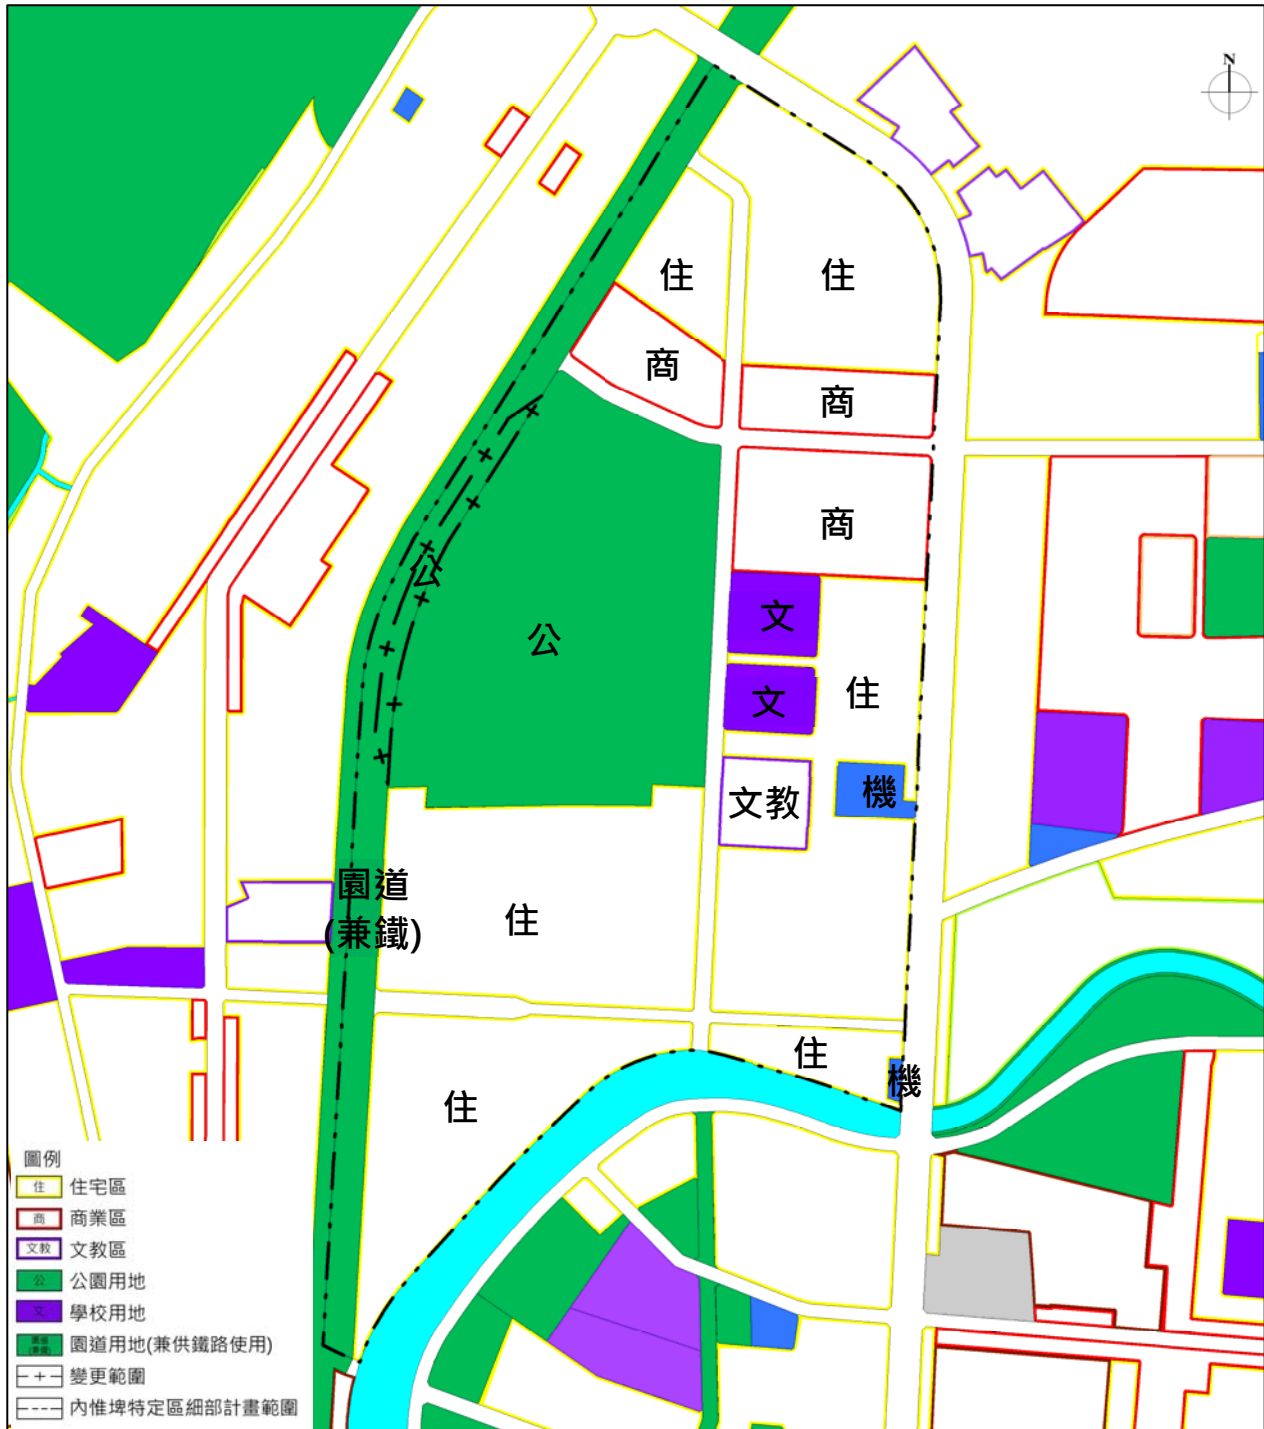 N
住
住
商
商
商
公
文
公
文
住
文教
機
園道
(兼鐵)
住
住
機
住
圖例
住 住宅區
商 商業區
文教 文教區
公 公園用地
文 學校用地
園道用地(兼供鐵路使用)
變更範圍
內惟埤特定區細部計畫範圍